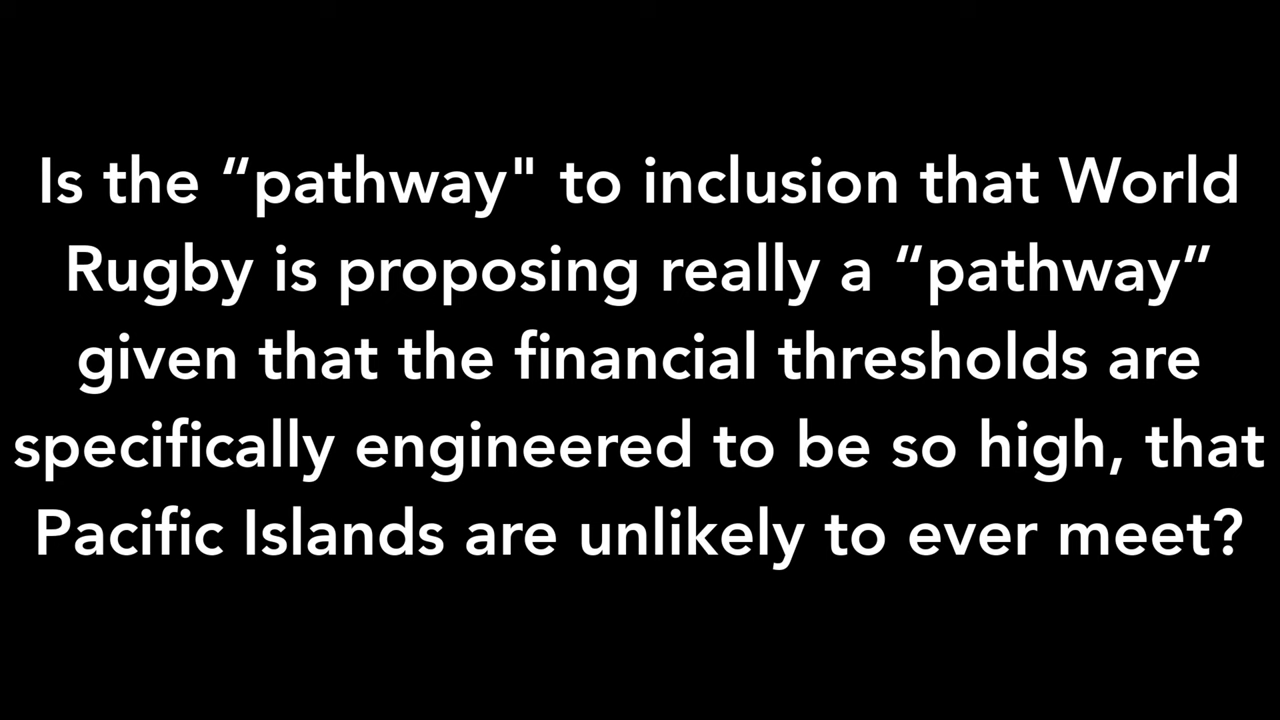 Is the “pathway" to inclusion that World
Rugby is proposing really a “pathway”
given that the financial thresholds are
specifically engineered to be so high, that
Pacific Islands are unlikely to ever meet?